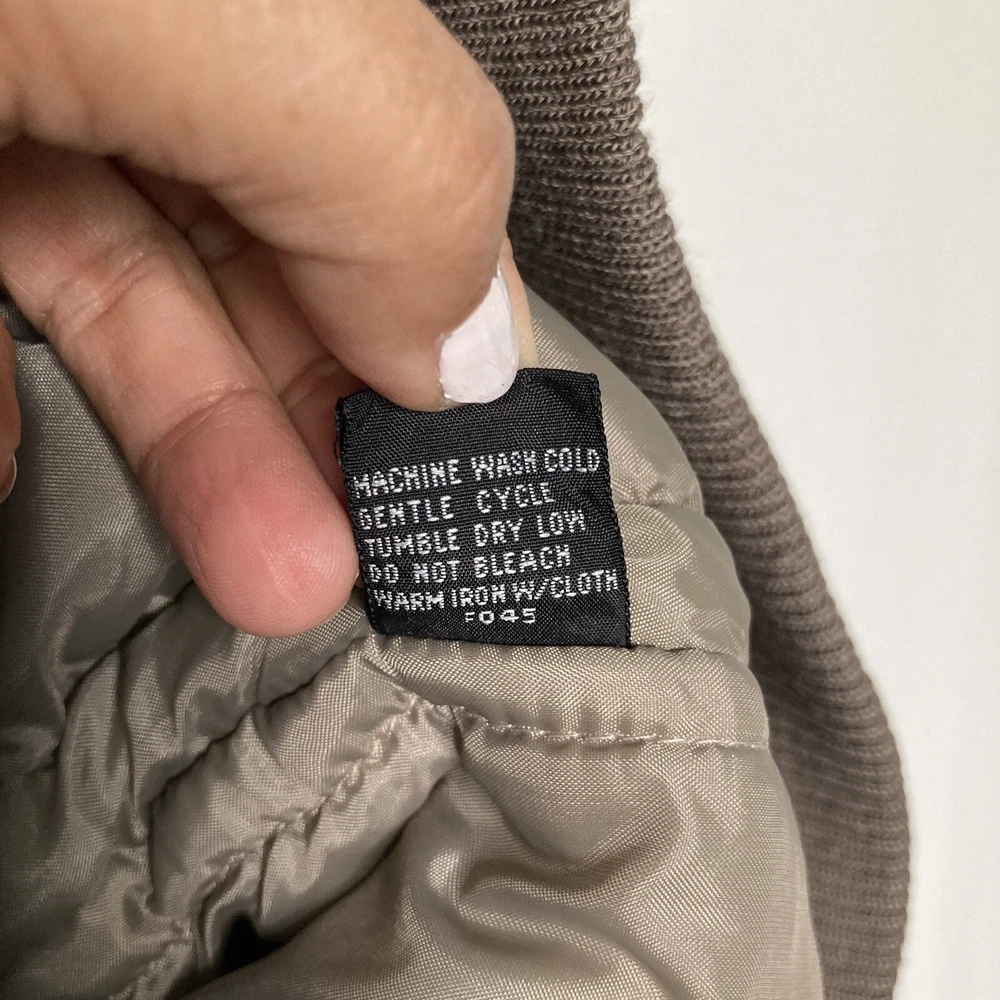 MACHINE WASH COLD
GENTLE CYCLE
TUMBLE DRY LOW
DO NOT BLEACH
WARM IRON W/CLOTH
F045